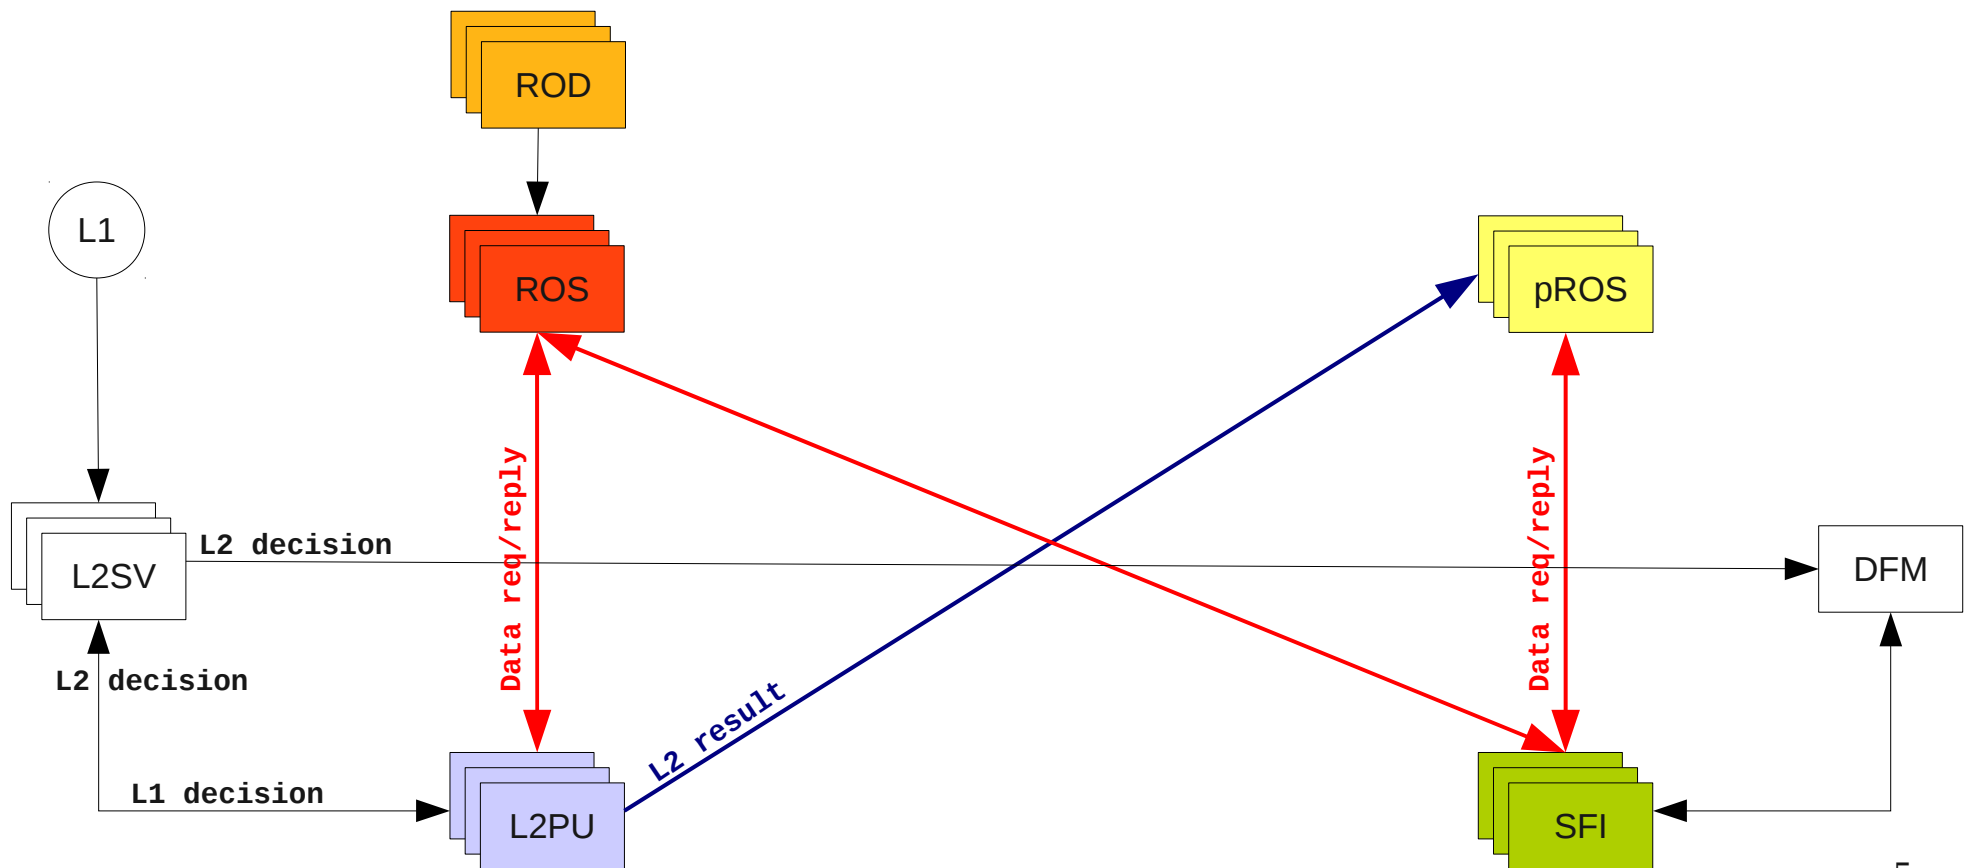 ROD
L1
ROS
pROS
Data req/reply
Data req/reply
L2 decision
L2SV
DFM
L2 decision
L2 result
L1 decision
L2PU
SFI